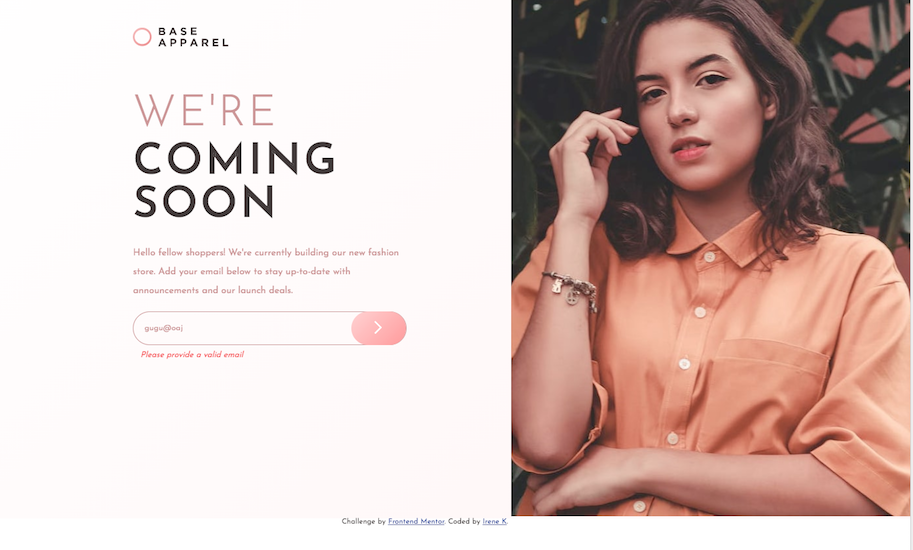 BASE
APPAREL
WE'RE
COMING
SOON
Hello fellow shoppers! We're currently building our new fashion
store. Add your email below to stay up-to-date with
announcements and our launch deals.
gugu@oaj
Please provide a valid email
Challenge by Frontend Mentor. Coded by Irene K.